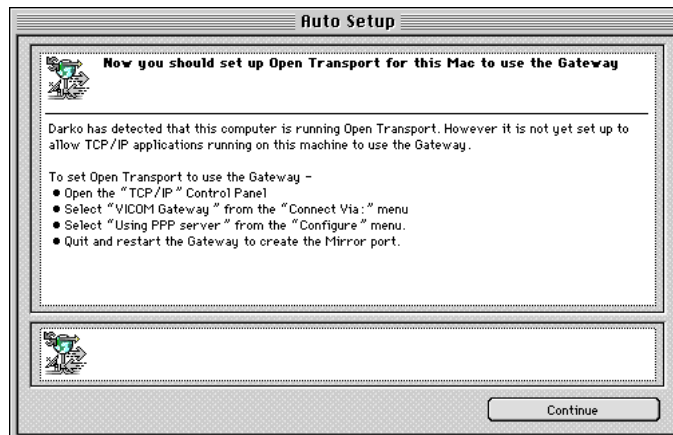 Auto Setup
Now you should set up Open Transport for this Mac to use the Gateway
Darko has detected that this computer is running Open Transport. However it is not yet set up to
allow TCP/IP applications running on this machine to use the Gateway.
To set Open Transport to use the Gateway -
● Open the "TCP/IP" Control Panel
● Select "VICOM Gateway" from the "Connect Via:" menu
● Select "Using PPP server" from the "Configure" menu.
● Quit and restart the Gateway to create the Mirror port.
Continue